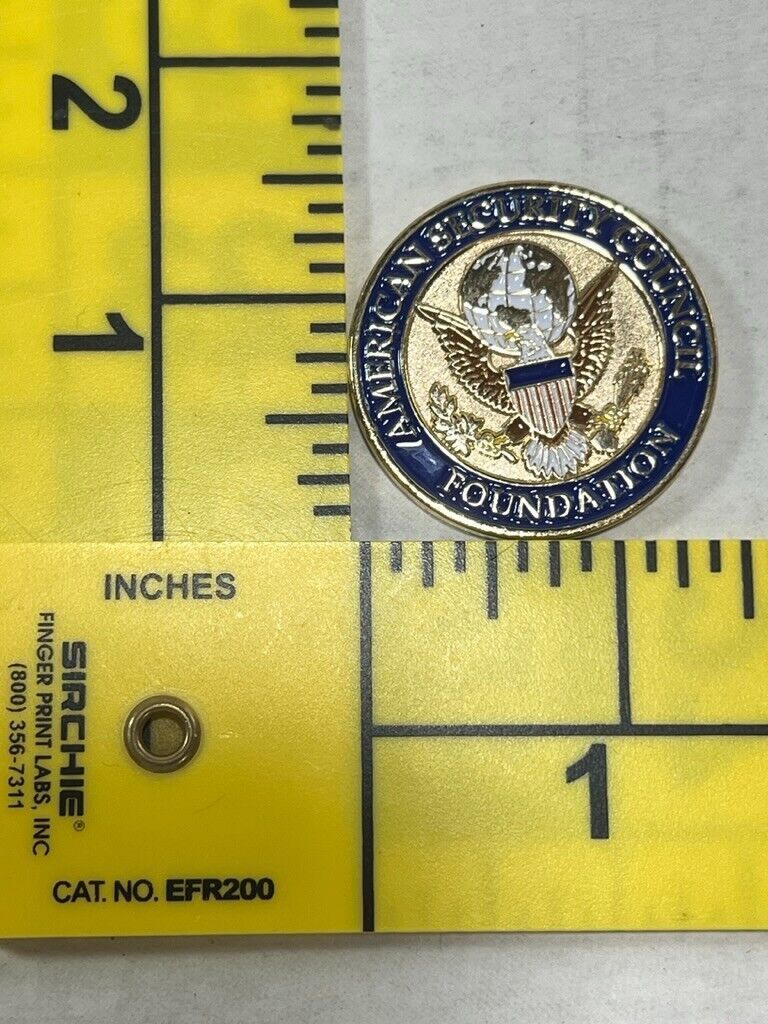 2
1
AMERICAN SECURITY COUNCIL
FOUNDATION
INCHES
SIRCHIE®
FINGER PRINT LABS, INC
(800) 356-7311
1
CAT. NO. EFR200